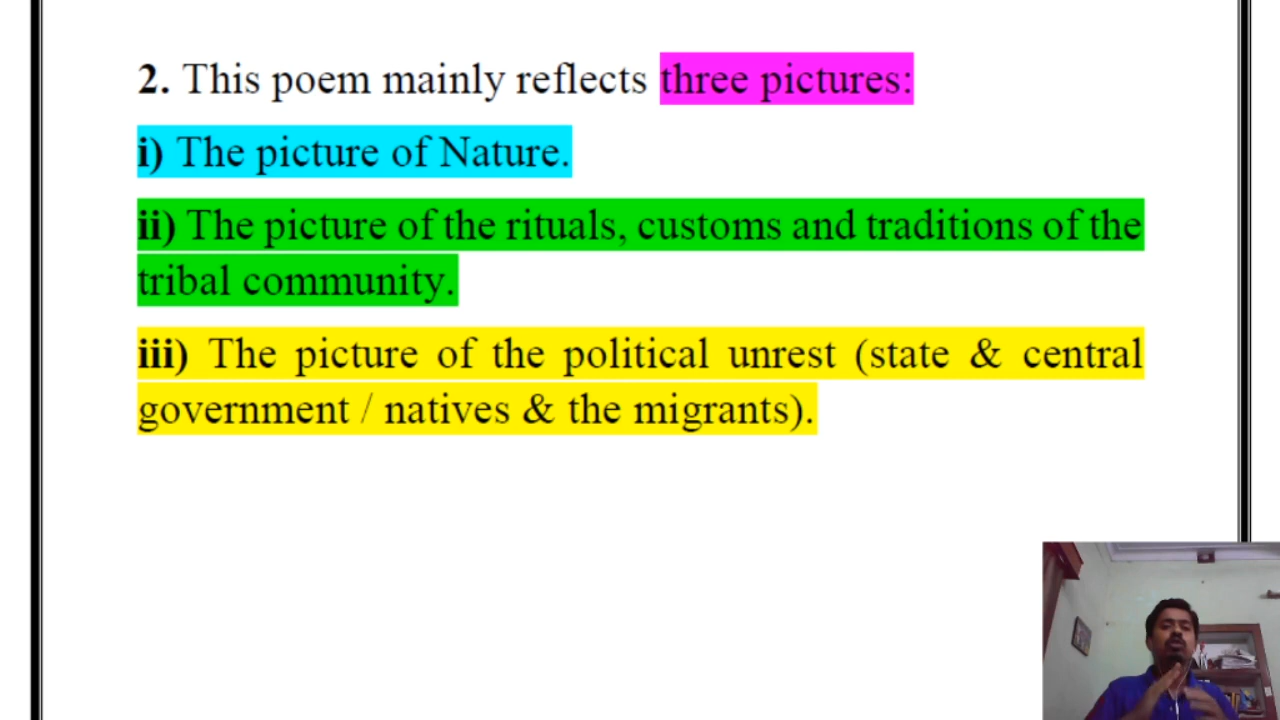 2. This poem mainly reflects three pictures:
i) The picture of Nature.
ii) The picture of the rituals, customs and traditions of the
tribal community.
iii) The picture of the political unrest (state & central
government / natives & the migrants).